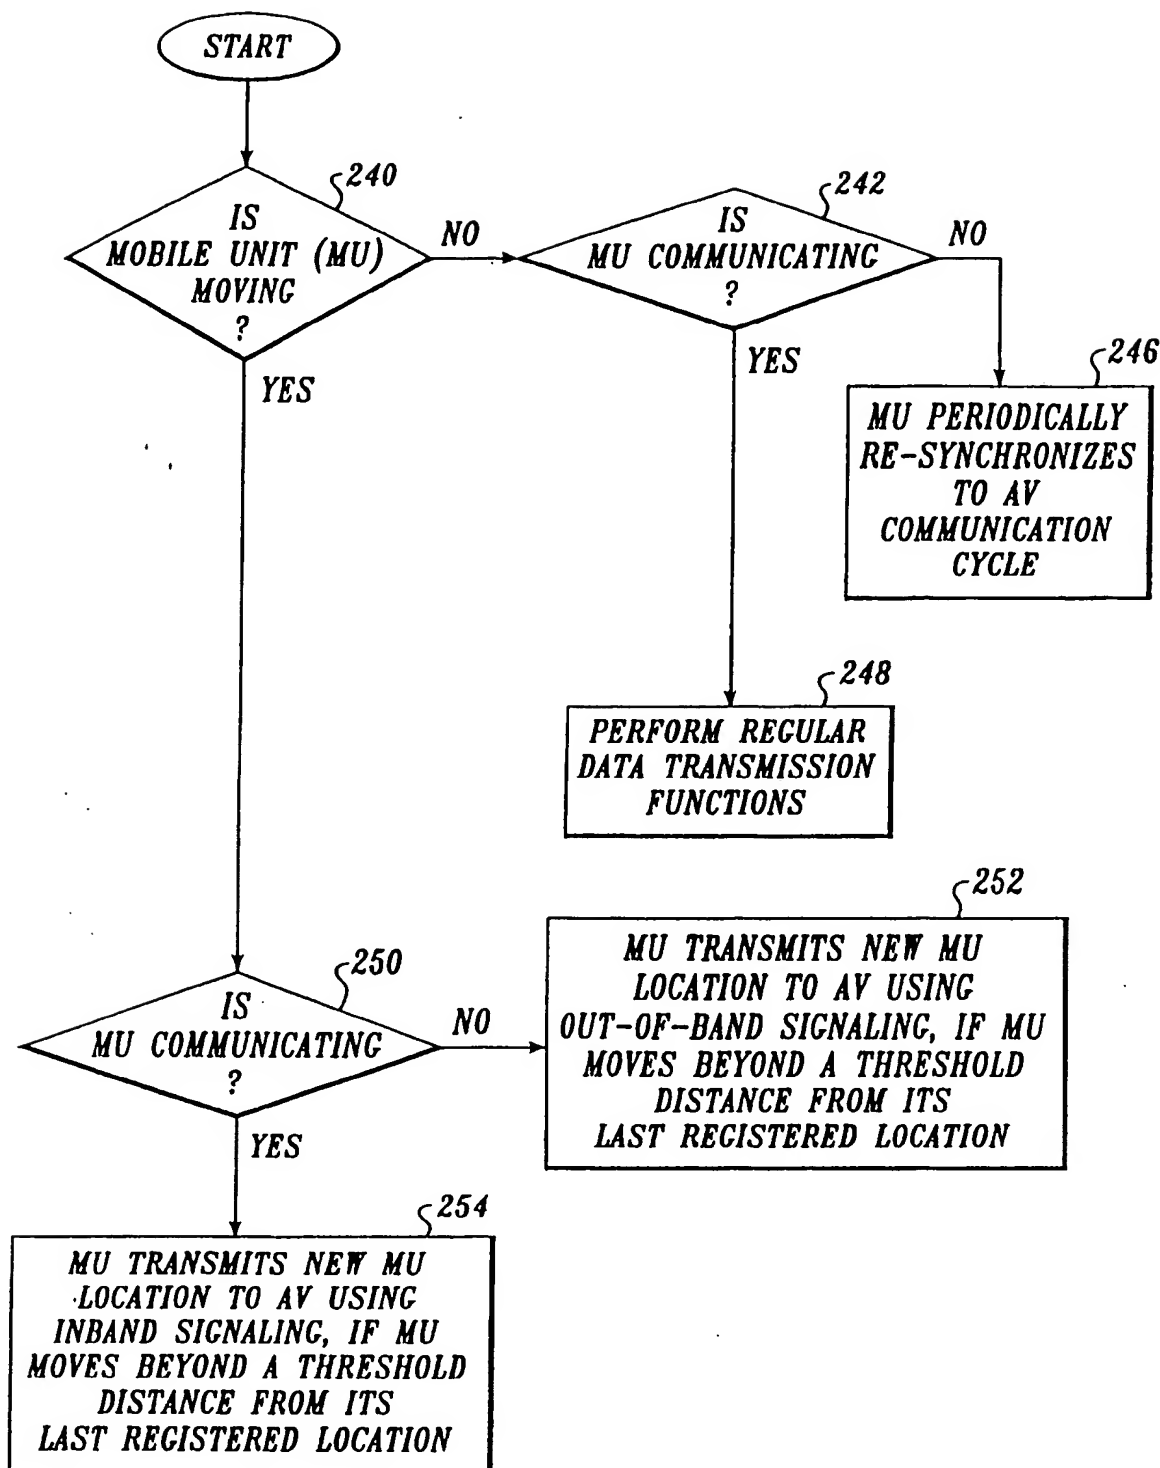 START
240
IS
MOBILE UNIT (MU)
MOVING
?
NO
YES
242
IS
MU COMMUNICATING
?
NO
YES
246
MU PERIODICALLY
RE-SYNCHRONIZES
TO AV
COMMUNICATION
CYCLE
248
PERFORM REGULAR
DATA TRANSMISSION
FUNCTIONS
250
IS
MU COMMUNICATING
?
NO
YES
252
MU TRANSMITS NEW MU
LOCATION TO AV USING
OUT-OF-BAND SIGNALING, IF MU
MOVES BEYOND A THRESHOLD
DISTANCE FROM ITS
LAST REGISTERED LOCATION
254
MU TRANSMITS NEW MU
LOCATION TO AV USING
INBAND SIGNALING, IF MU
MOVES BEYOND A THRESHOLD
DISTANCE FROM ITS
LAST REGISTERED LOCATION